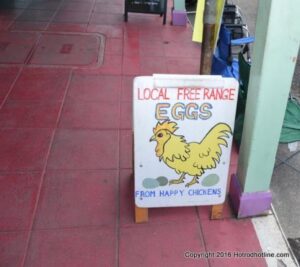 LOCAL FREE RANGE
EGGS
FROM HAPPY CHICKENS
Copyright 2016 Hotrodhotline.com